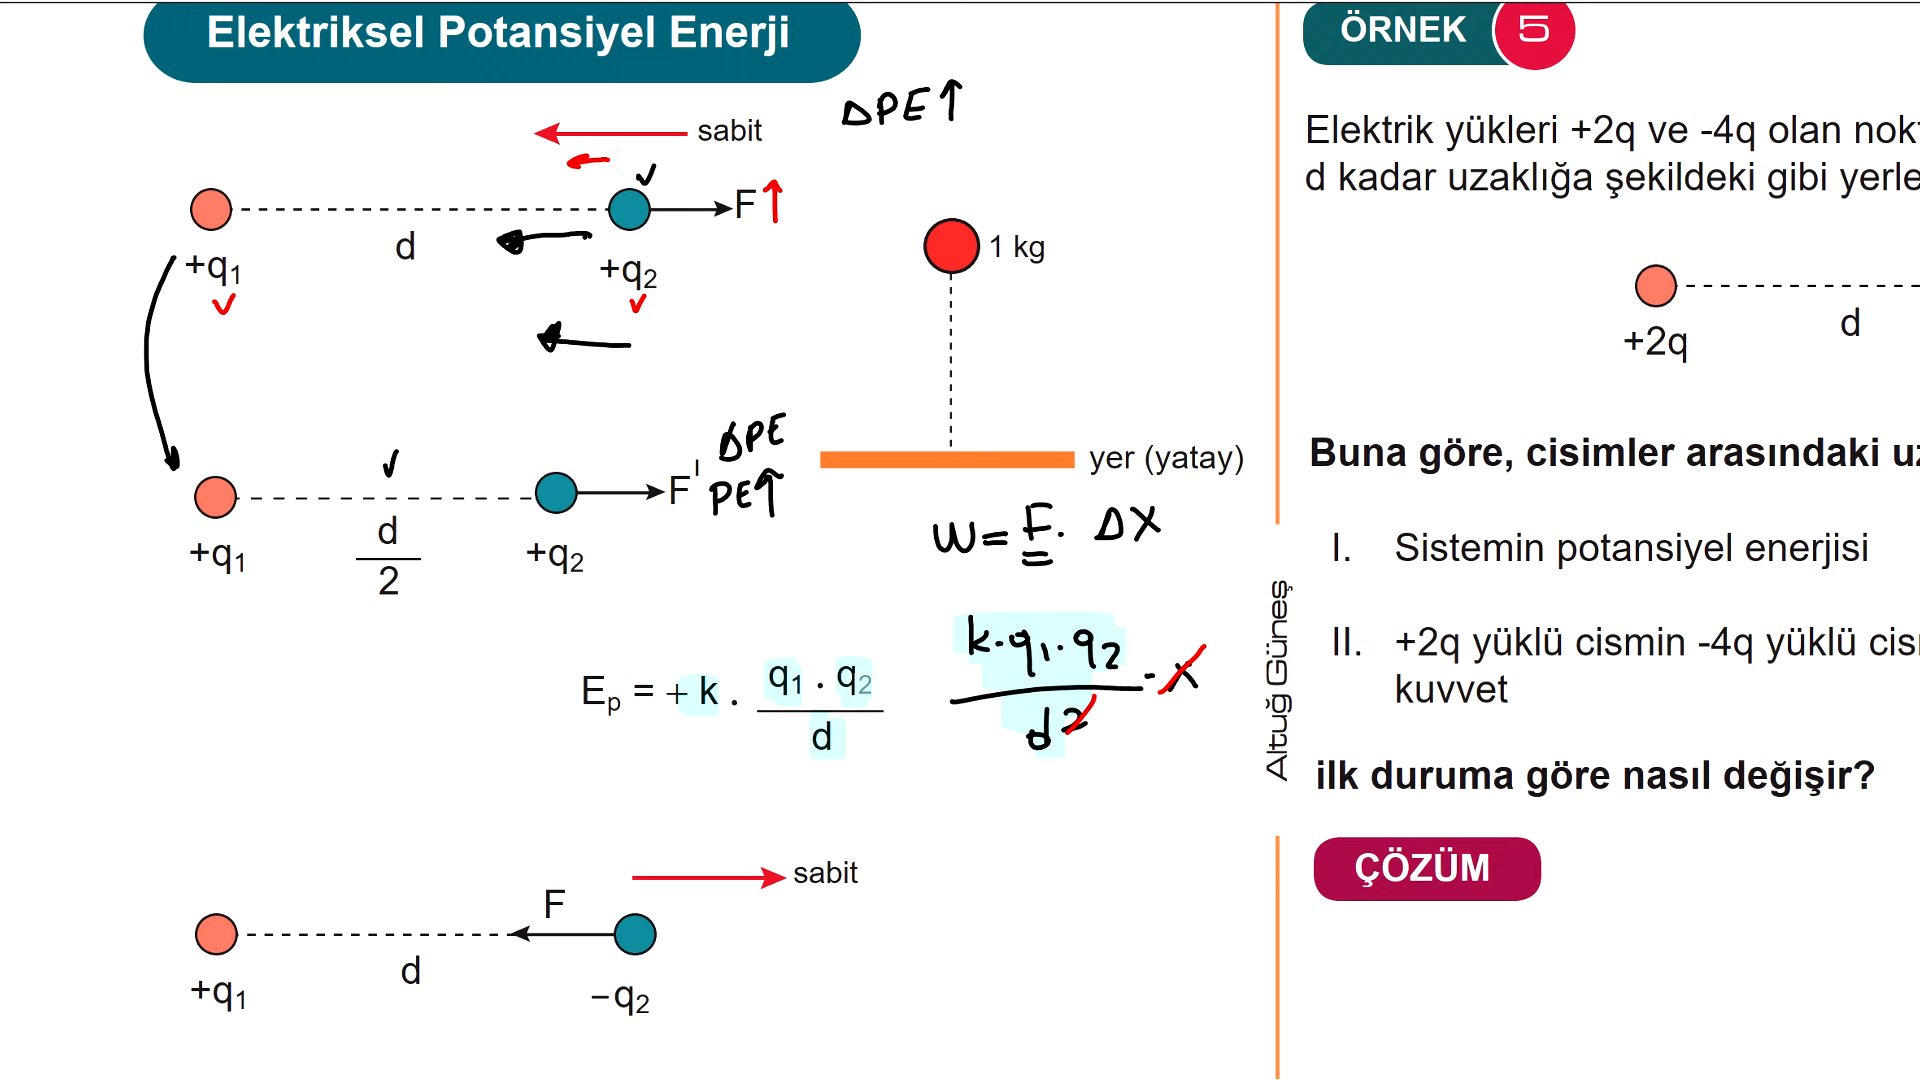 Elektriksel Potansiyel Enerji
ΔPE↑
sabit
F↑
d
+q₁
+q₂
1 kg
ΔPE
PE↑
F'
+q₁
d
2
+q₂
yer (yatay)
W = F. ΔX
Eₚ = + k . q₁ . q₂
d
k.q₁.q₂ . x
d²
sabit
F
d
+q₁
−q₂
Altuğ Güneş
ÖRNEK 5
Elektrik yükleri +2q ve -4q olan nokt
d kadar uzaklığa şekildeki gibi yerle
+2q
d
Buna göre, cisimler arasındaki uz
I. Sistemin potansiyel enerjisi
II. +2q yüklü cismin -4q yüklü cis
kuvvet
ilk duruma göre nasıl değişir?
ÇÖZÜM